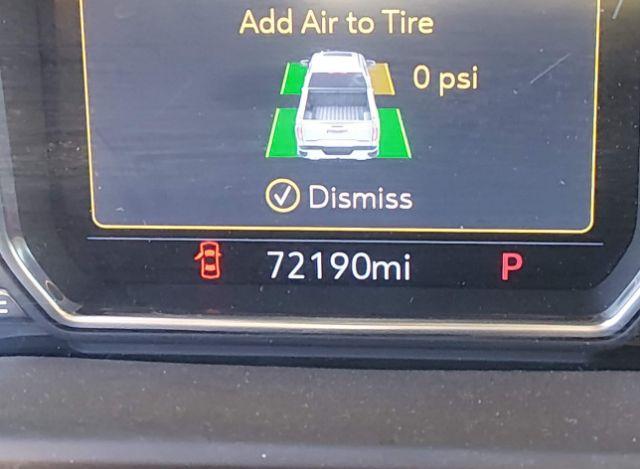 Add Air to Tire
0 psi
Dismiss
72190mi
P